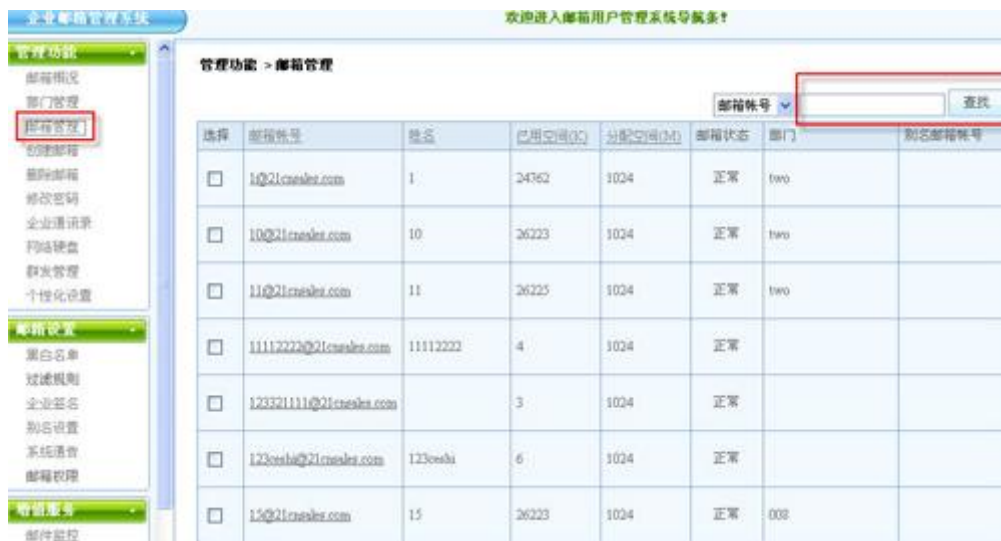 企业邮箱管理系统
欢迎进入邮箱用户管理系统导航条!
管理功能
邮箱概况
部门管理
邮箱管理
创建邮箱
删除邮箱
修改密码
企业通讯录
网络硬盘
群发管理
个性化设置
邮箱设置
黑白名单
过滤规则
企业签名
别名设置
系统通告
邮箱权限
增值服务
邮件监控
管理功能 > 邮箱管理
邮箱帐号 查找
选择 邮箱帐号 姓名 已用空间(K) 分配空间(M) 邮箱状态 部门 别名邮箱帐号
1@21cnsales.com 1 24762 1024 正常 two
10@21cnsales.com 10 26223 1024 正常 two
11@21cnsales.com 11 26225 1024 正常 two
11112222@21cnsales.com 11112222 4 1024 正常
123321111@21cnsales.com 3 1024 正常
123ceshi@21cnsales.com 123ceshi 6 1024 正常
15@21cnsales.com 15 26223 1024 正常 008